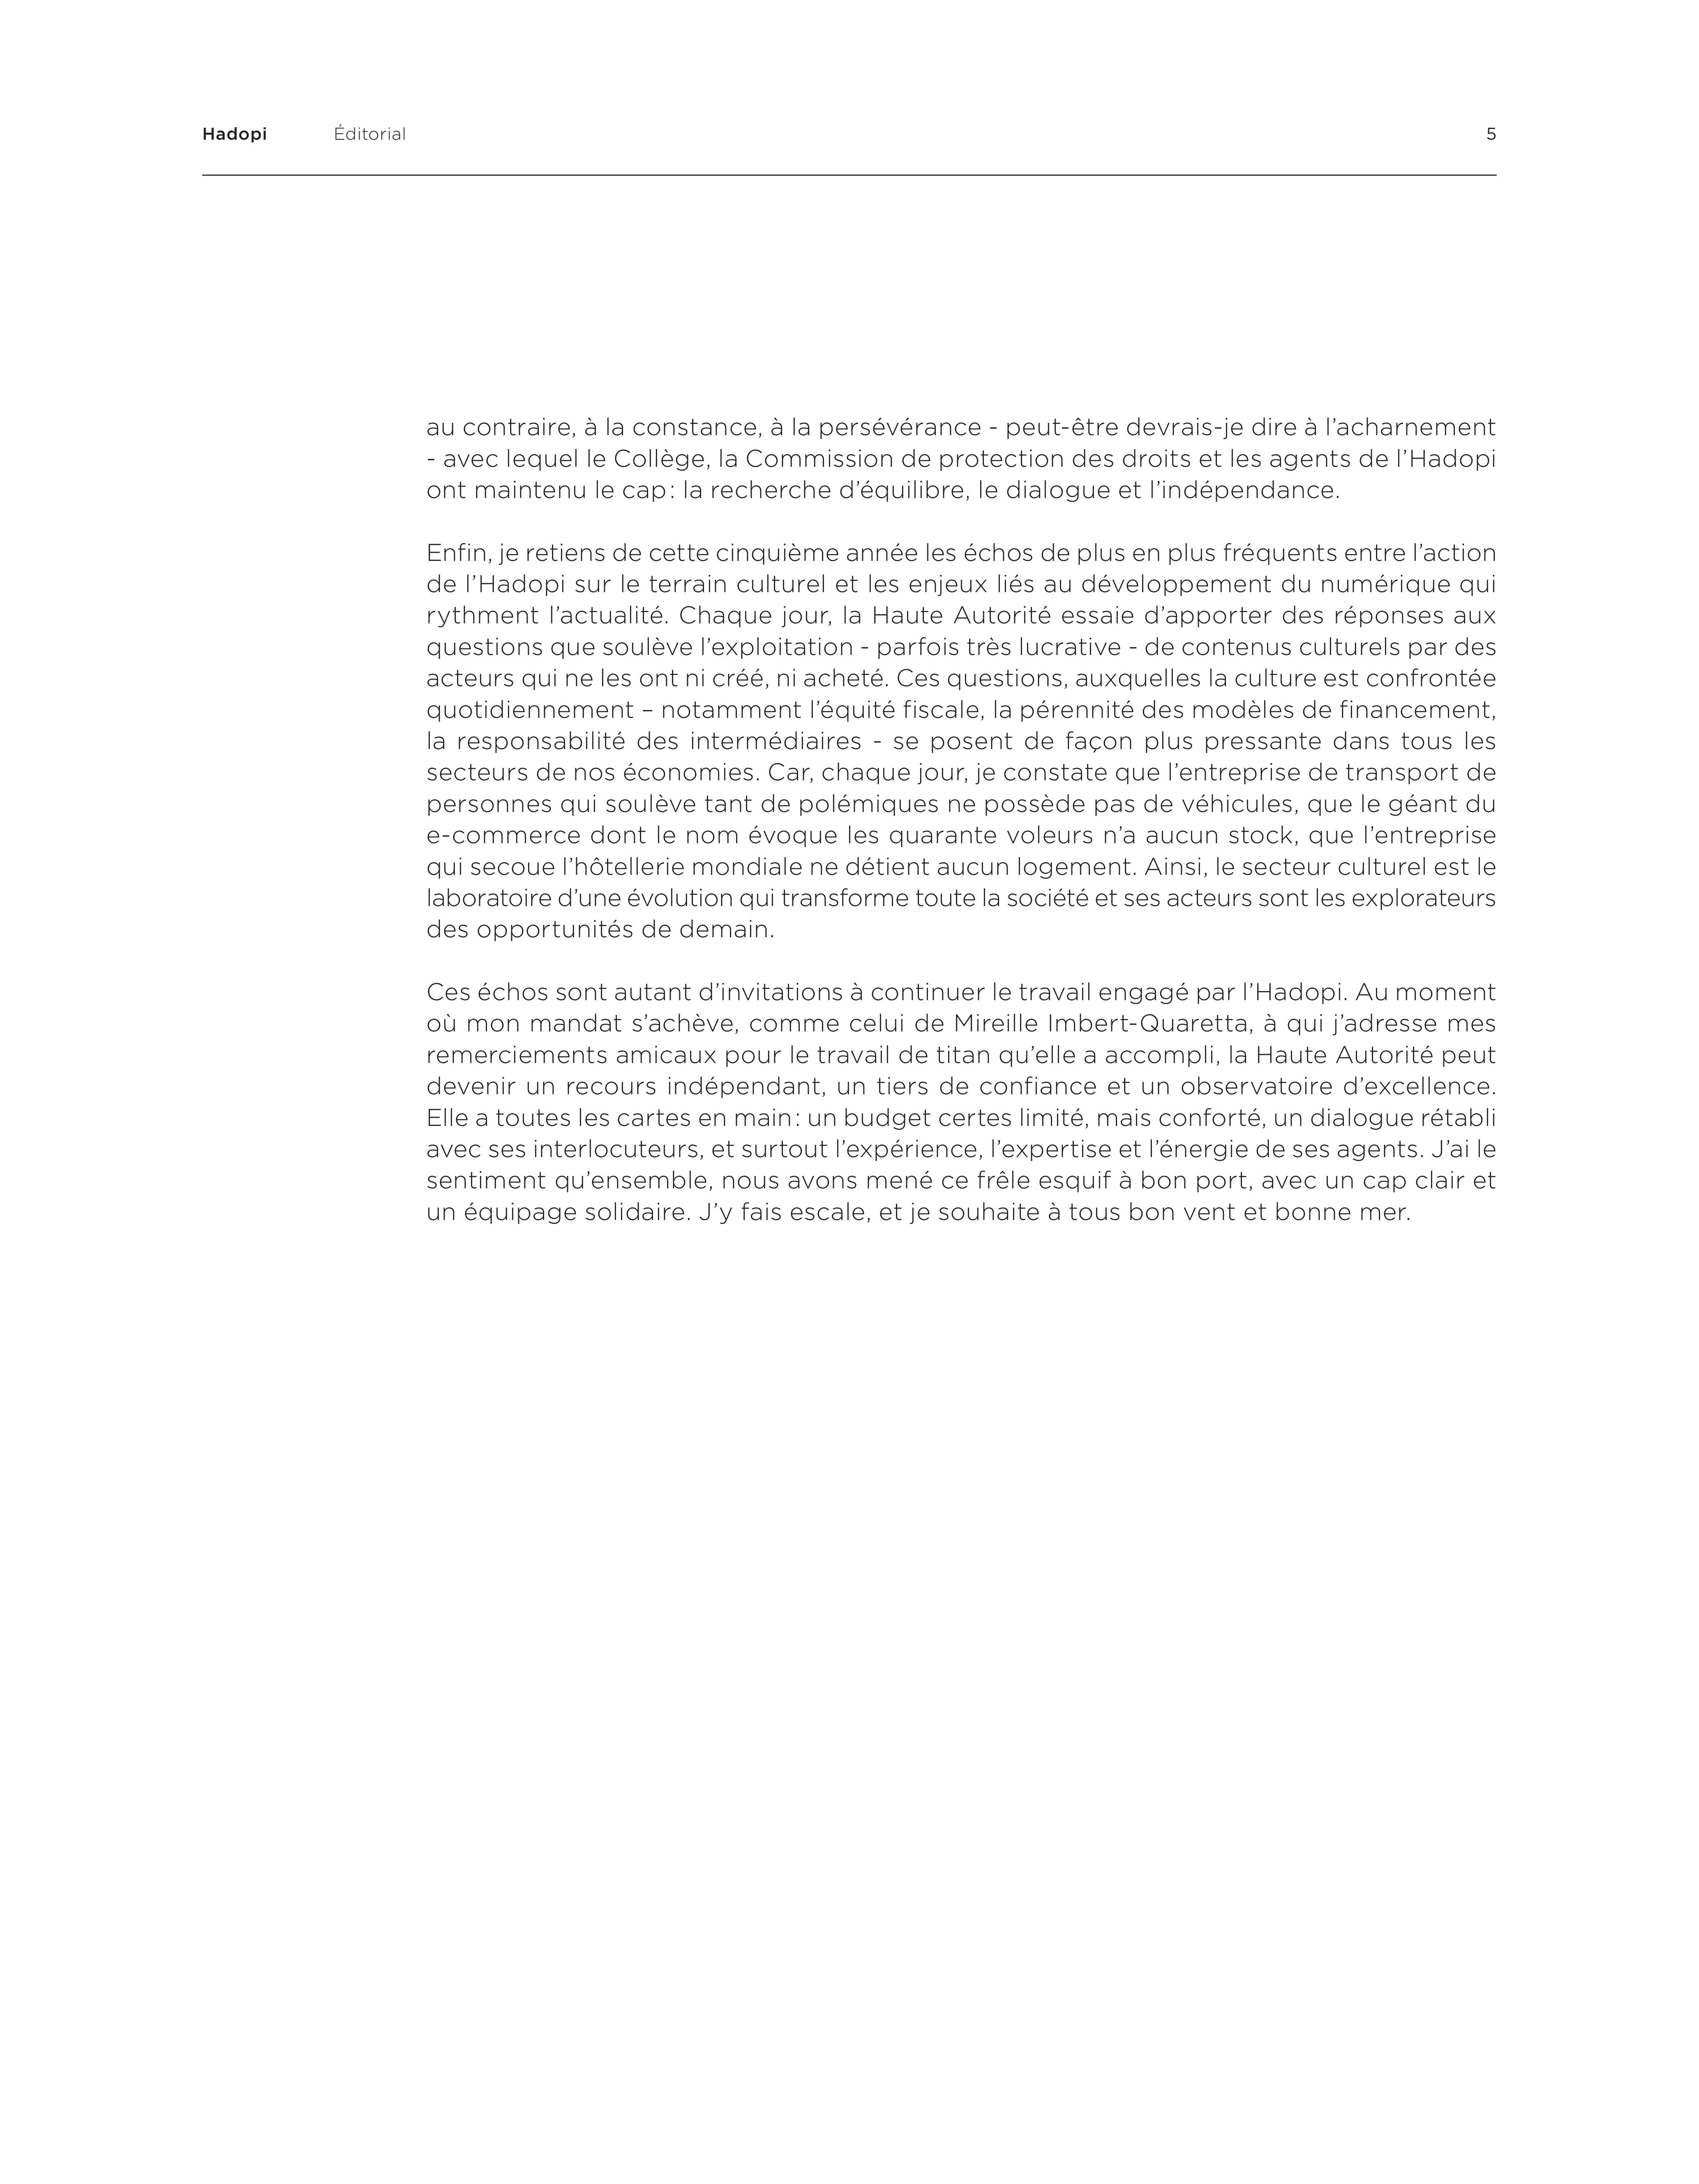 Hadopi Éditorial 5
au contraire, à la constance, à la persévérance - peut-être devrais-je dire à l’acharnement
- avec lequel le Collège, la Commission de protection des droits et les agents de l’Hadopi
ont maintenu le cap : la recherche d’équilibre, le dialogue et l’indépendance.
Enfin, je retiens de cette cinquième année les échos de plus en plus fréquents entre l’action
de l’Hadopi sur le terrain culturel et les enjeux liés au développement du numérique qui
rythment l’actualité. Chaque jour, la Haute Autorité essaie d’apporter des réponses aux
questions que soulève l’exploitation - parfois très lucrative - de contenus culturels par des
acteurs qui ne les ont ni créé, ni acheté. Ces questions, auxquelles la culture est confrontée
quotidiennement – notamment l’équité fiscale, la pérennité des modèles de financement,
la responsabilité des intermédiaires - se posent de façon plus pressante dans tous les
secteurs de nos économies. Car, chaque jour, je constate que l’entreprise de transport de
personnes qui soulève tant de polémiques ne possède pas de véhicules, que le géant du
e-commerce dont le nom évoque les quarante voleurs n’a aucun stock, que l’entreprise
qui secoue l’hôtellerie mondiale ne détient aucun logement. Ainsi, le secteur culturel est le
laboratoire d’une évolution qui transforme toute la société et ses acteurs sont les explorateurs
des opportunités de demain.
Ces échos sont autant d’invitations à continuer le travail engagé par l’Hadopi. Au moment
où mon mandat s’achève, comme celui de Mireille Imbert-Quaretta, à qui j’adresse mes
remerciements amicaux pour le travail de titan qu’elle a accompli, la Haute Autorité peut
devenir un recours indépendant, un tiers de confiance et un observatoire d’excellence.
Elle a toutes les cartes en main : un budget certes limité, mais conforté, un dialogue rétabli
avec ses interlocuteurs, et surtout l’expérience, l’expertise et l’énergie de ses agents. J’ai le
sentiment qu’ensemble, nous avons mené ce frêle esquif à bon port, avec un cap clair et
un équipage solidaire. J’y fais escale, et je souhaite à tous bon vent et bonne mer.